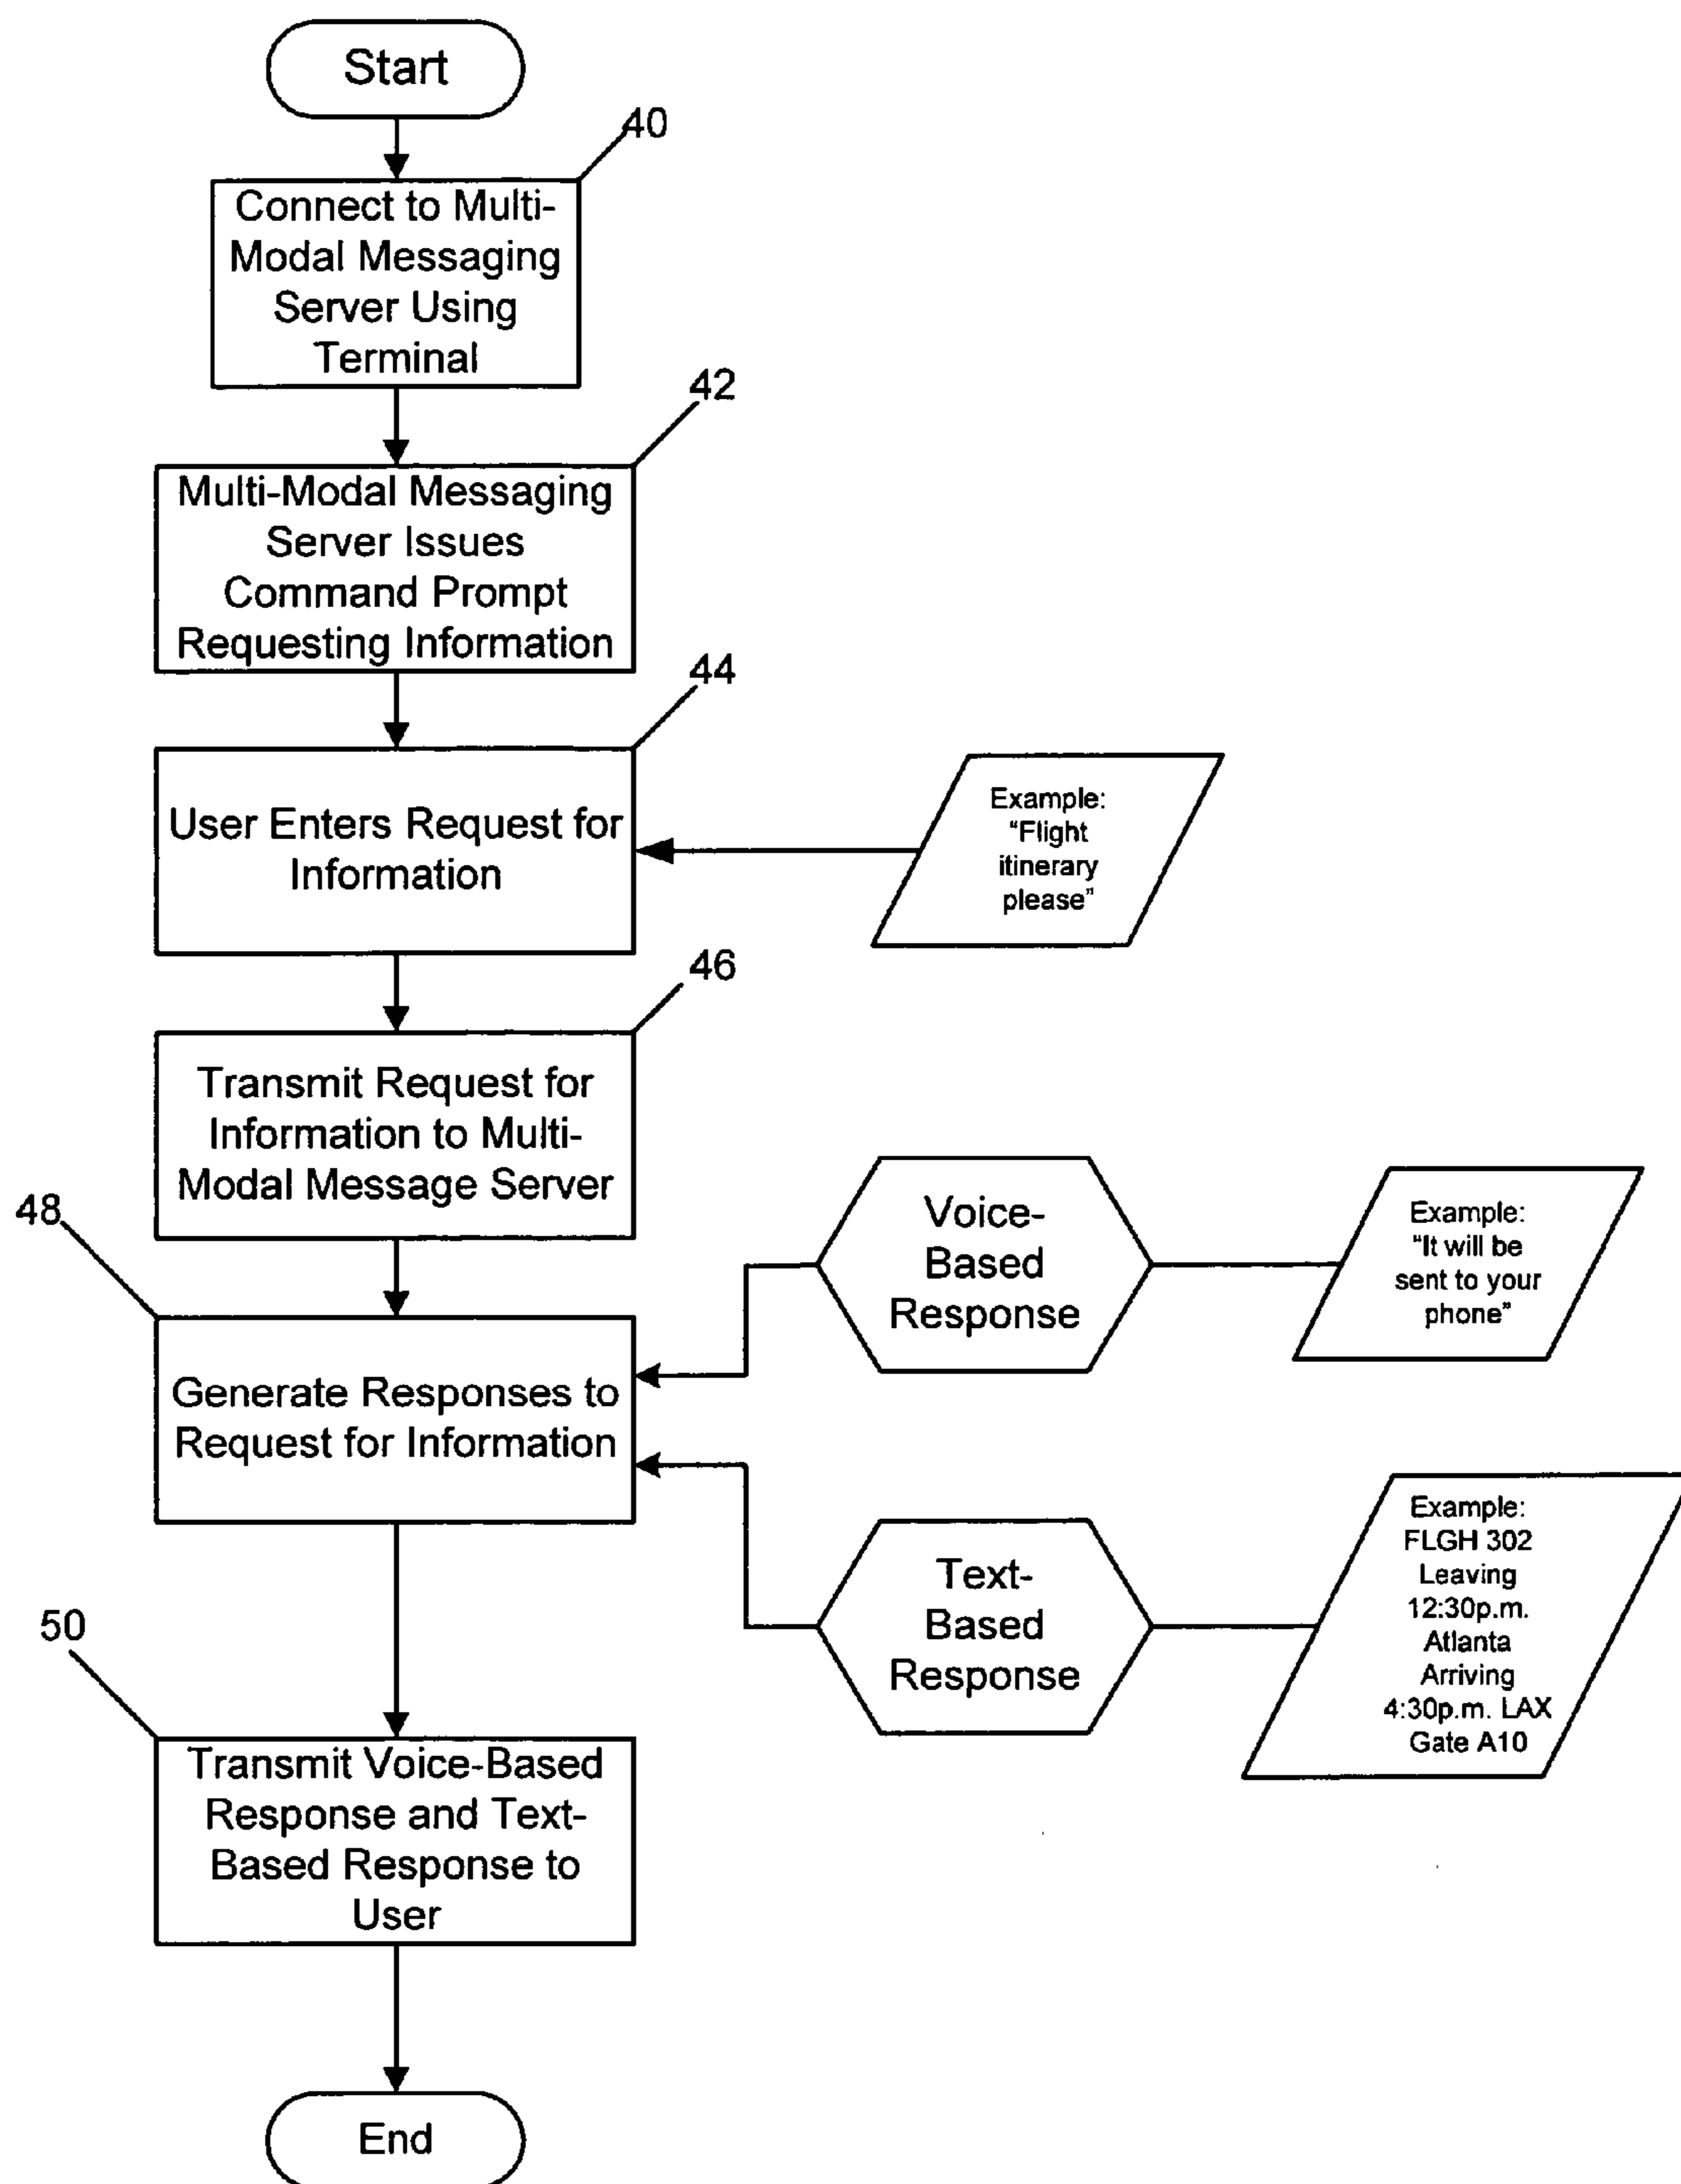 Start
40
Connect to Multi-
Modal Messaging
Server Using
Terminal
42
Multi-Modal Messaging
Server Issues
Command Prompt
Requesting Information
44
User Enters Request for
Information
Example:
“Flight
itinerary
please”
46
Transmit Request for
Information to Multi-
Modal Message Server
48
Generate Responses to
Request for Information
Voice-
Based
Response
Example:
“It will be
sent to your
phone”
Text-
Based
Response
Example:
FLGH 302
Leaving
12:30p.m.
Atlanta
Arriving
4:30p.m. LAX
Gate A10
50
Transmit Voice-Based
Response and Text-
Based Response to
User
End